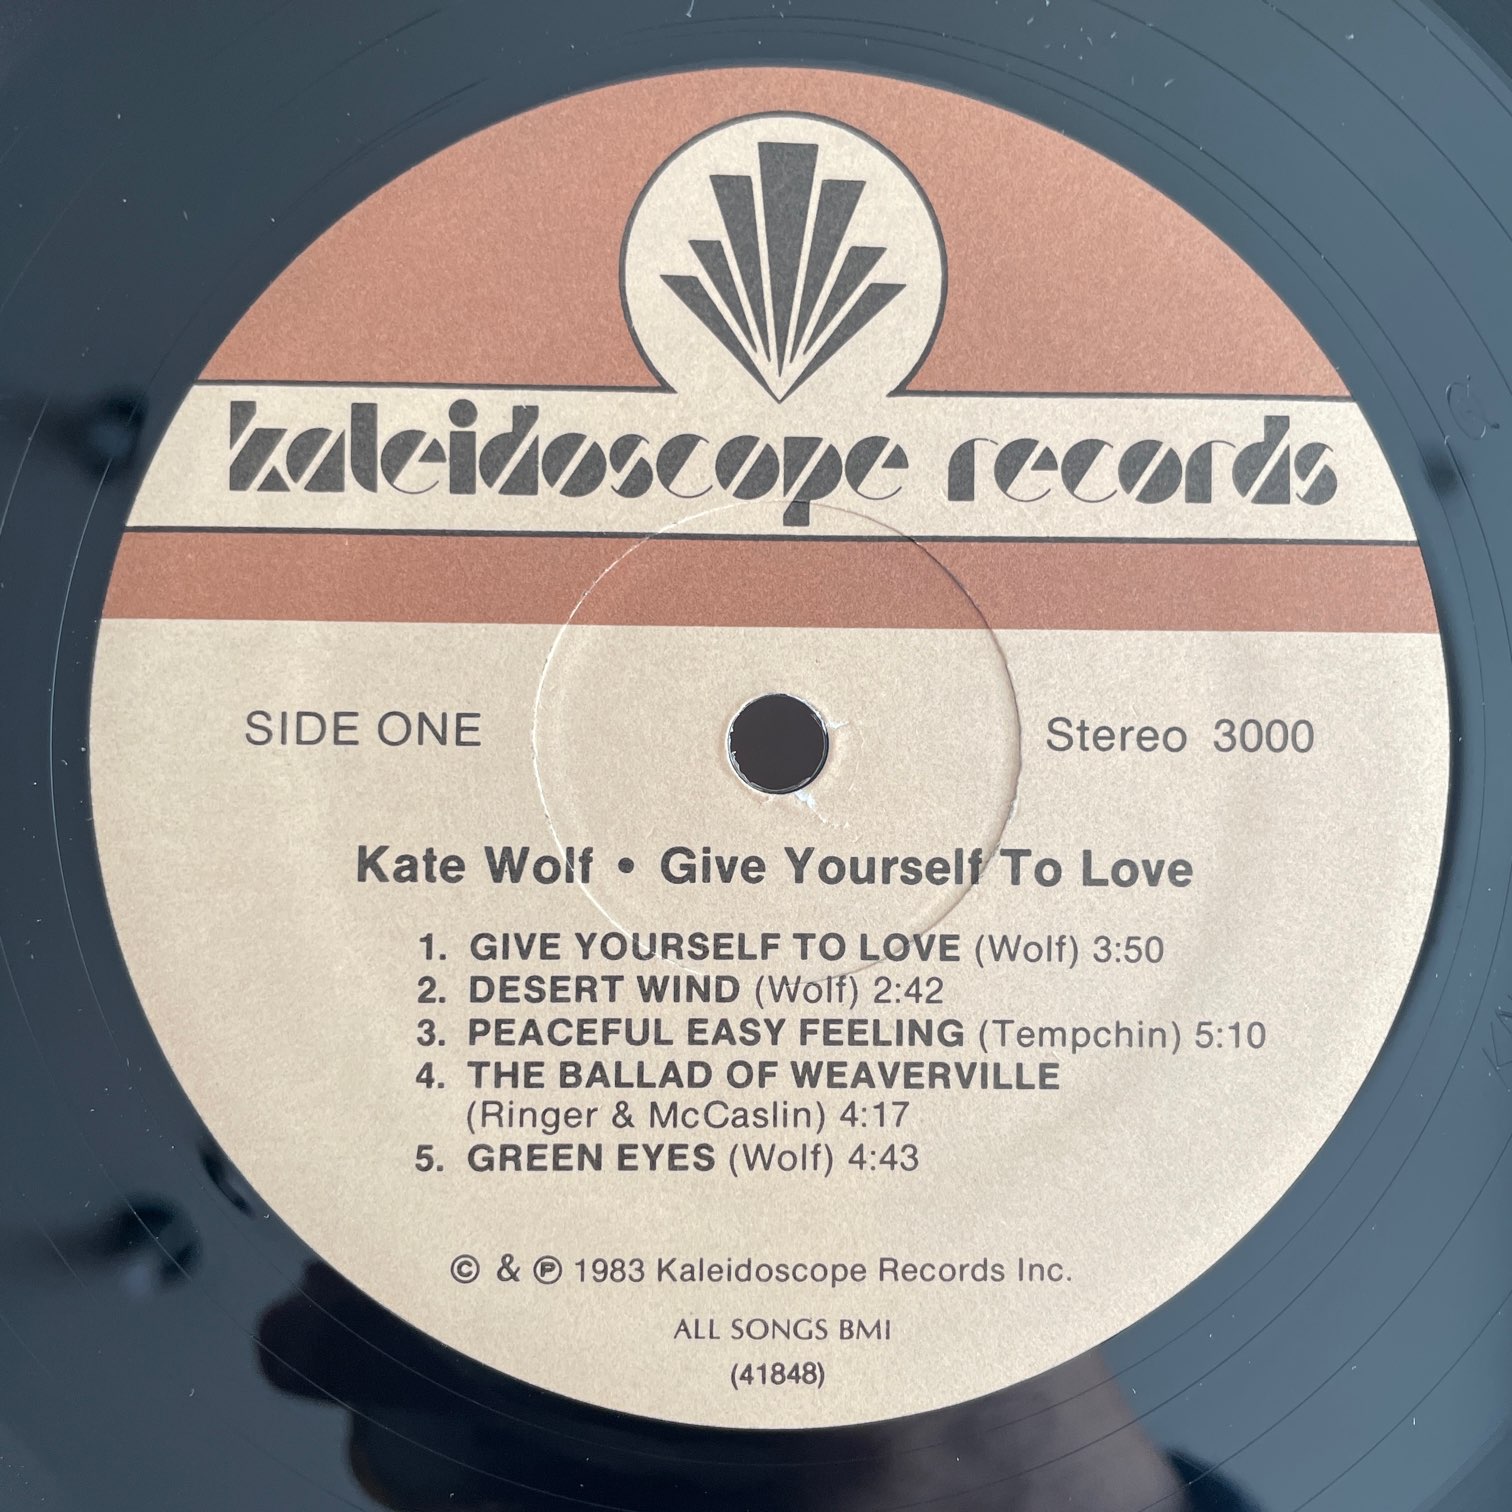 kaleidoscope records
SIDE ONE
Stereo 3000
Kate Wolf • Give Yourself To Love
1. GIVE YOURSELF TO LOVE (Wolf) 3:50
2. DESERT WIND (Wolf) 2:42
3. PEACEFUL EASY FEELING (Tempchin) 5:10
4. THE BALLAD OF WEAVERVILLE
(Ringer & McCaslin) 4:17
5. GREEN EYES (Wolf) 4:43
© & ℗ 1983 Kaleidoscope Records Inc.
ALL SONGS BMI
(41848)